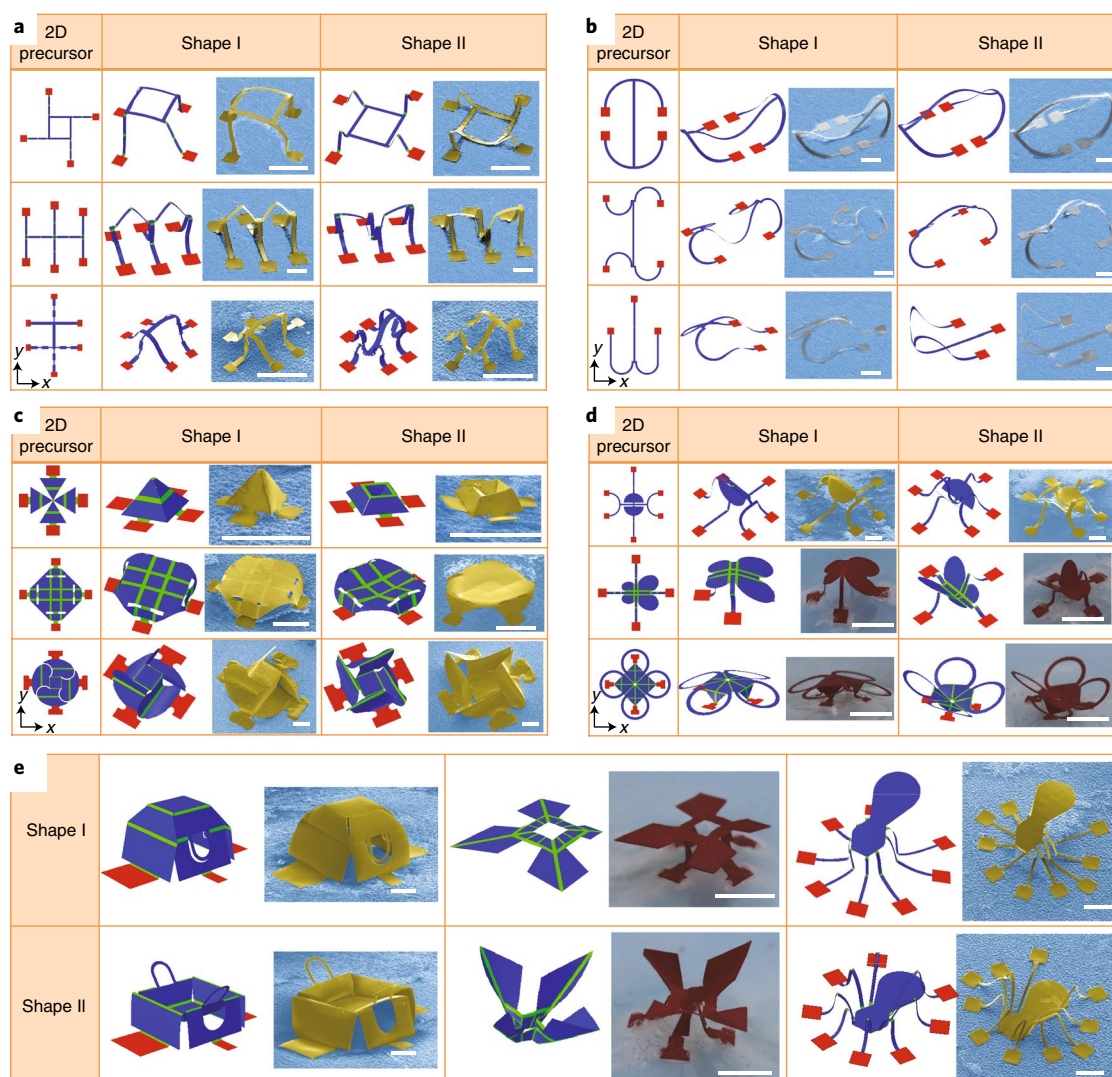 a
2D
precursor
Shape I
Shape II
y
x
b
2D
precursor
Shape I
Shape II
y
x
c
2D
precursor
Shape I
Shape II
y
x
d
2D
precursor
Shape I
Shape II
y
x
e
Shape I
Shape II